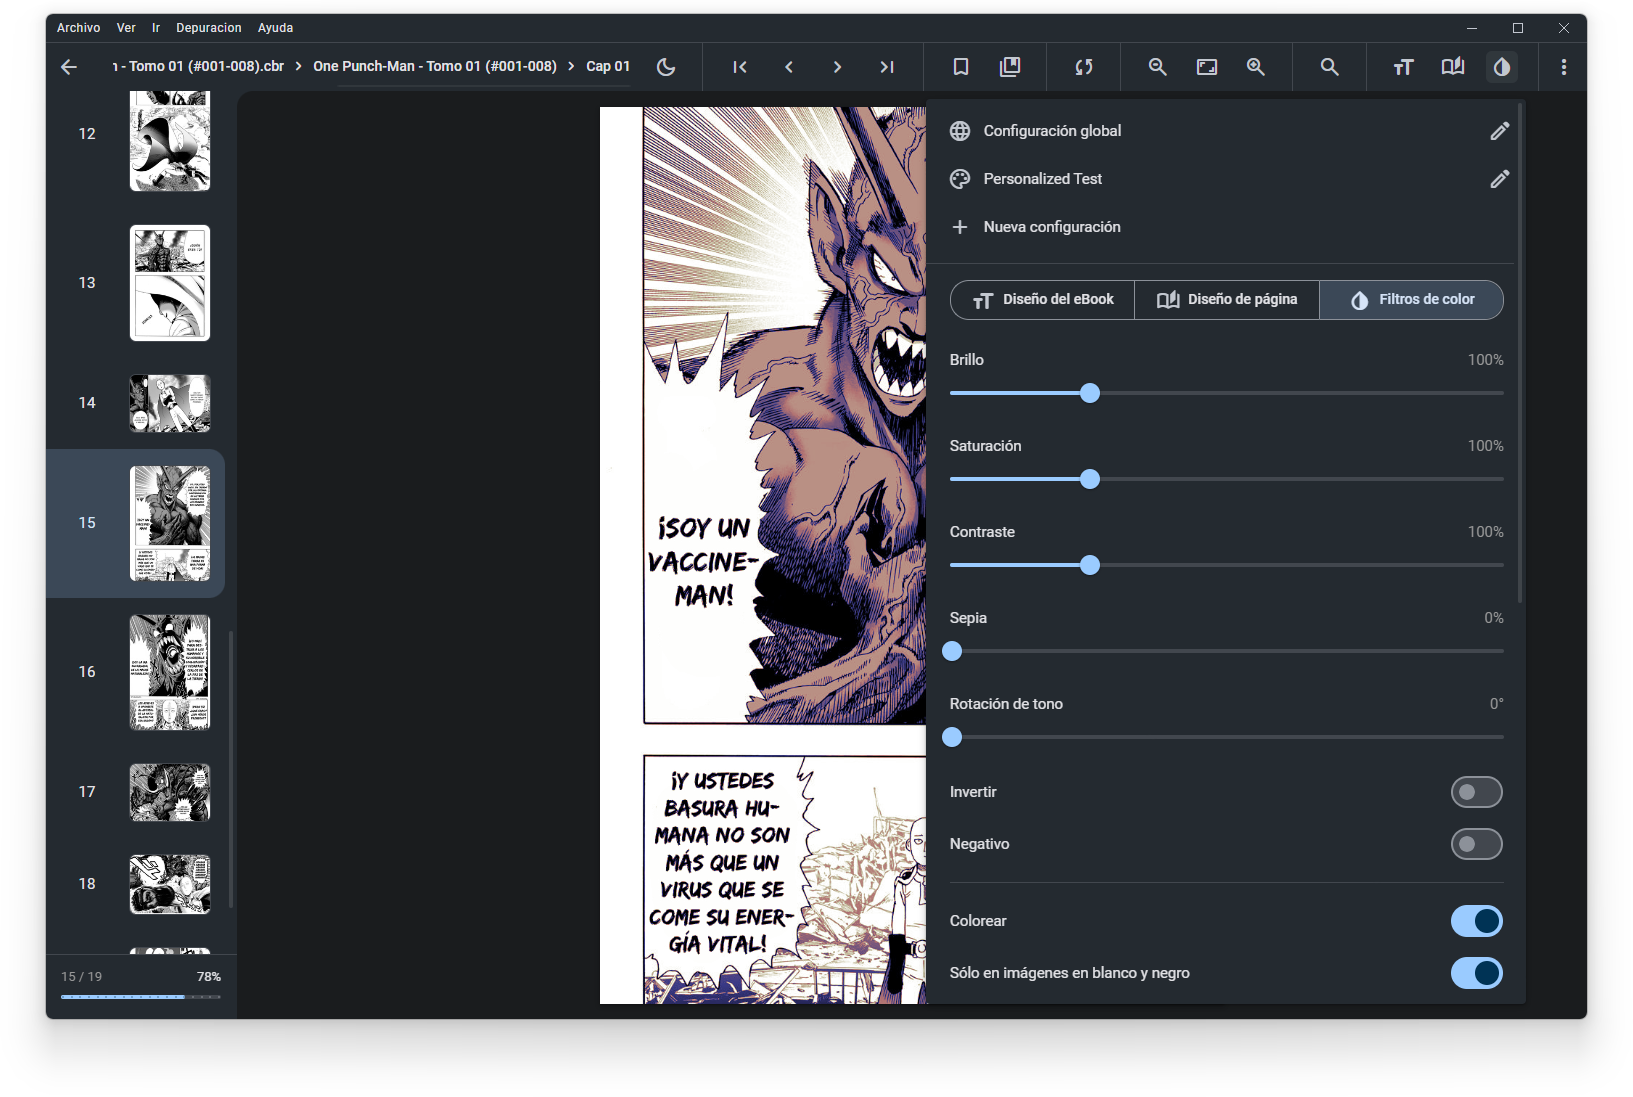 Archivo Ver Ir Depuracion Ayuda
ı - Tomo 01 (#001-008).cbr > One Punch-Man - Tomo 01 (#001-008) > Cap 01
12
13
14
15
16
17
18
15 / 19 78%
¡SOY UN
VACCINE-
MAN!
¡Y USTEDES
BASURA HU-
MANA NO SON
MÁS QUE UN
VIRUS QUE SE
COME SU ENER-
GÍA VITAL!
Configuración global
Personalized Test
Nueva configuración
Diseño del eBook Diseño de página Filtros de color
Brillo 100%
Saturación 100%
Contraste 100%
Sepia 0%
Rotación de tono 0°
Invertir
Negativo
Colorear
Sólo en imágenes en blanco y negro